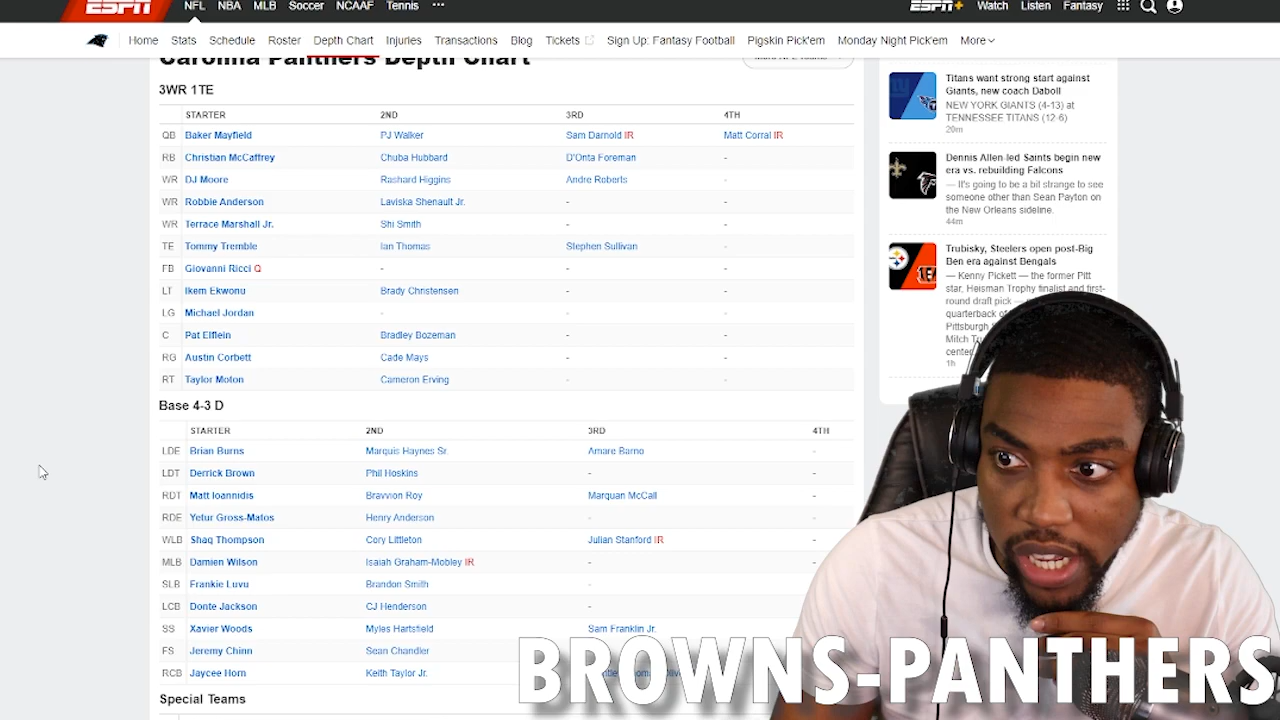 ESPN NFL NBA MLB Soccer NCAAF Tennis ... ESPN+ Watch Listen Fantasy
Home Stats Schedule Roster Depth Chart Injuries Transactions Blog Tickets Sign Up: Fantasy Football Pigskin Pick'em Monday Night Pick'em More
Carolina Panthers Depth Chart
3WR 1TE
STARTER 2ND 3RD 4TH
QB Baker Mayfield PJ Walker Sam Darnold IR Matt Corral IR
RB Christian McCaffrey Chuba Hubbard D'Onta Foreman -
WR DJ Moore Rashard Higgins Andre Roberts -
WR Robbie Anderson Laviska Shenault Jr. - -
WR Terrace Marshall Jr. Shi Smith - -
TE Tommy Tremble Ian Thomas Stephen Sullivan -
FB Giovanni Ricci Q - - -
LT Ikem Ekwonu Brady Christensen - -
LG Michael Jordan - - -
C Pat Elflein Bradley Bozeman - -
RG Austin Corbett Cade Mays - -
RT Taylor Moton Cameron Erving - -
Base 4-3 D
STARTER 2ND 3RD 4TH
LDE Brian Burns Marquis Haynes Sr. Amare Barno -
LDT Derrick Brown Phil Hoskins - -
RDT Matt Ioannidis Bravvion Roy Marquan McCall -
RDE Yetur Gross-Matos Henry Anderson - -
WLB Shaq Thompson Cory Littleton Julian Stanford IR -
MLB Damien Wilson Isaiah Graham-Mobley IR - -
SLB Frankie Luvu Brandon Smith - -
LCB Donte Jackson CJ Henderson -
SS Xavier Woods Myles Hartsfield Sam Franklin Jr.
FS Jeremy Chinn Sean Chandler
RCB Jaycee Horn Keith Taylor Jr.
Special Teams
Titans want strong start against
Giants, new coach Daboll
NEW YORK GIANTS (4-13) at
TENNESSEE TITANS (12-6)
20m
Dennis Allen-led Saints begin new
era vs. rebuilding Falcons
— It's going to be a bit strange to see
someone other than Sean Payton on
the New Orleans sideline.
44m
Trubisky, Steelers open post-Big
Ben era against Bengals
— Kenny Pickett — the former Pitt
star, Heisman Trophy finalist and first-
round draft pick —
quarterback of
Pittsburgh
Mitch
center
1h
BROWNS-PANTHERS